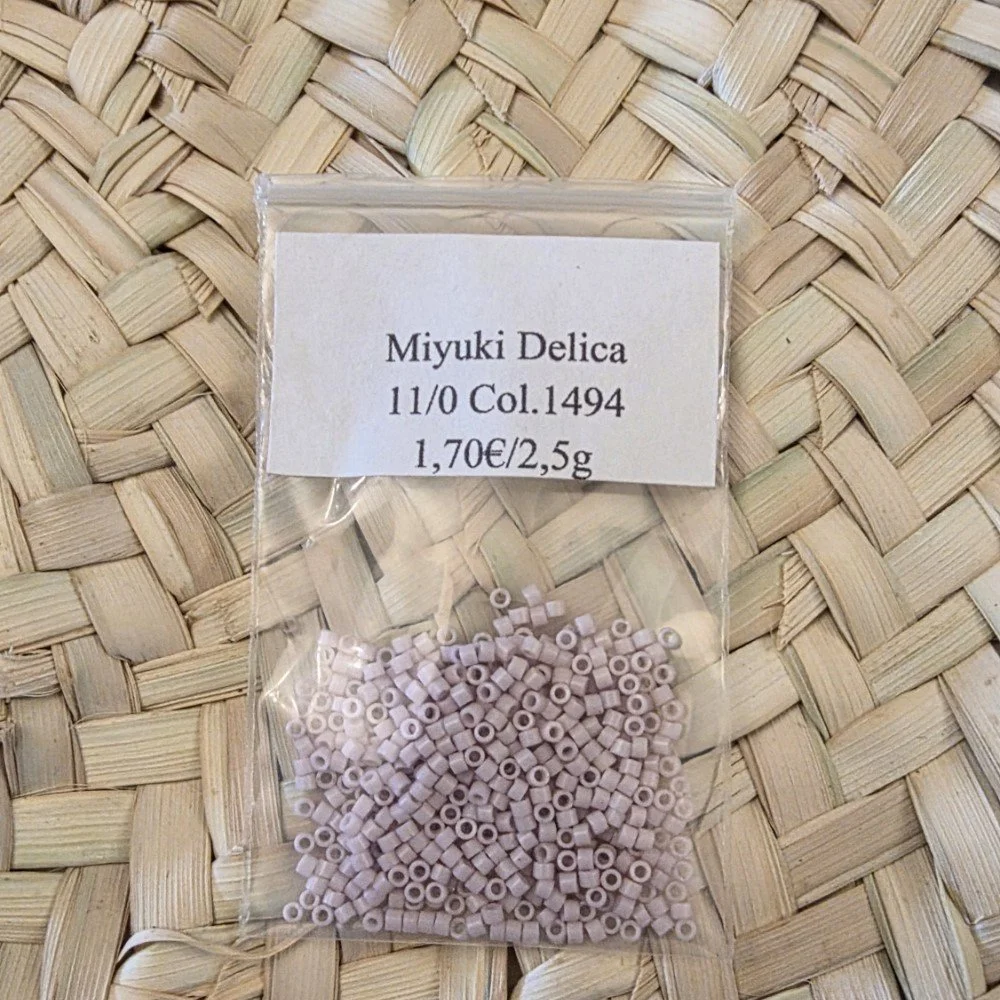 Miyuki Delica
11/0 Col.1494
1,70€/2,5g